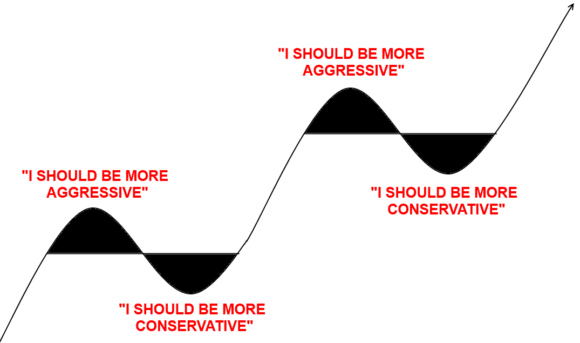 "I SHOULD BE MORE
AGGRESSIVE"
"I SHOULD BE MORE
CONSERVATIVE"
"I SHOULD BE MORE
AGGRESSIVE"
"I SHOULD BE MORE
CONSERVATIVE"